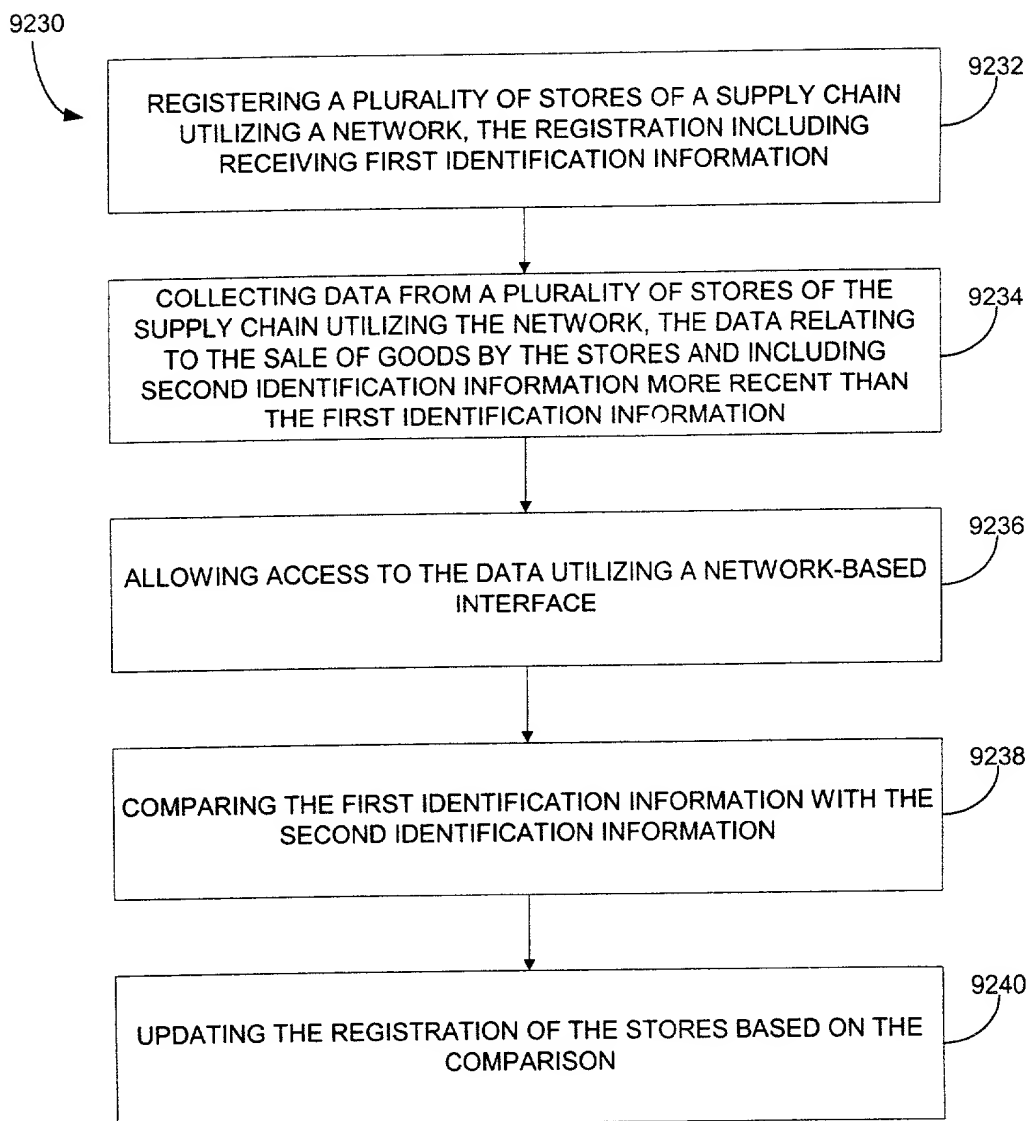 9230
9232
REGISTERING A PLURALITY OF STORES OF A SUPPLY CHAIN
UTILIZING A NETWORK, THE REGISTRATION INCLUDING
RECEIVING FIRST IDENTIFICATION INFORMATION
9234
COLLECTING DATA FROM A PLURALITY OF STORES OF THE
SUPPLY CHAIN UTILIZING THE NETWORK, THE DATA RELATING
TO THE SALE OF GOODS BY THE STORES AND INCLUDING
SECOND IDENTIFICATION INFORMATION MORE RECENT THAN
THE FIRST IDENTIFICATION INFORMATION
9236
ALLOWING ACCESS TO THE DATA UTILIZING A NETWORK-BASED
INTERFACE
9238
COMPARING THE FIRST IDENTIFICATION INFORMATION WITH THE
SECOND IDENTIFICATION INFORMATION
9240
UPDATING THE REGISTRATION OF THE STORES BASED ON THE
COMPARISON